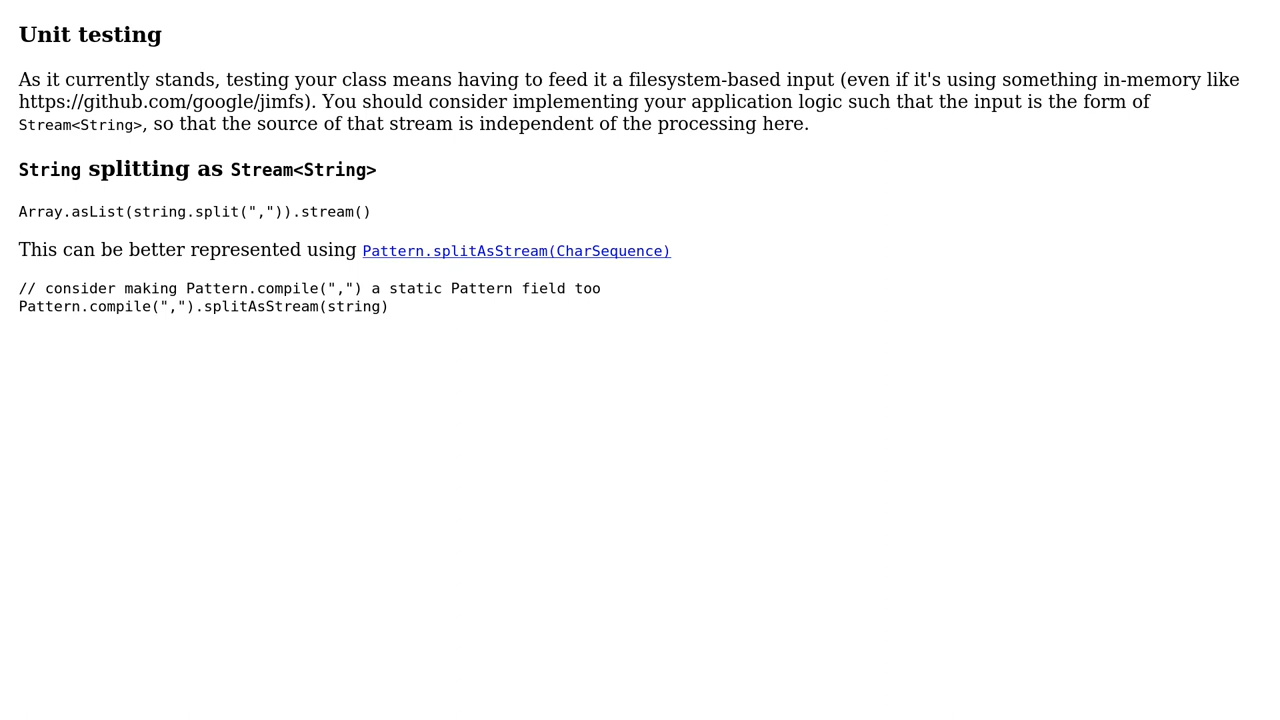 Unit testing
As it currently stands, testing your class means having to feed it a filesystem-based input (even if it's using something in-memory like
https://github.com/google/jimfs). You should consider implementing your application logic such that the input is the form of
Stream<String>, so that the source of that stream is independent of the processing here.
String splitting as Stream<String>
Array.asList(string.split(",")).stream()
This can be better represented using Pattern.splitAsStream(CharSequence)
// consider making Pattern.compile(",") a static Pattern field too
Pattern.compile(",").splitAsStream(string)